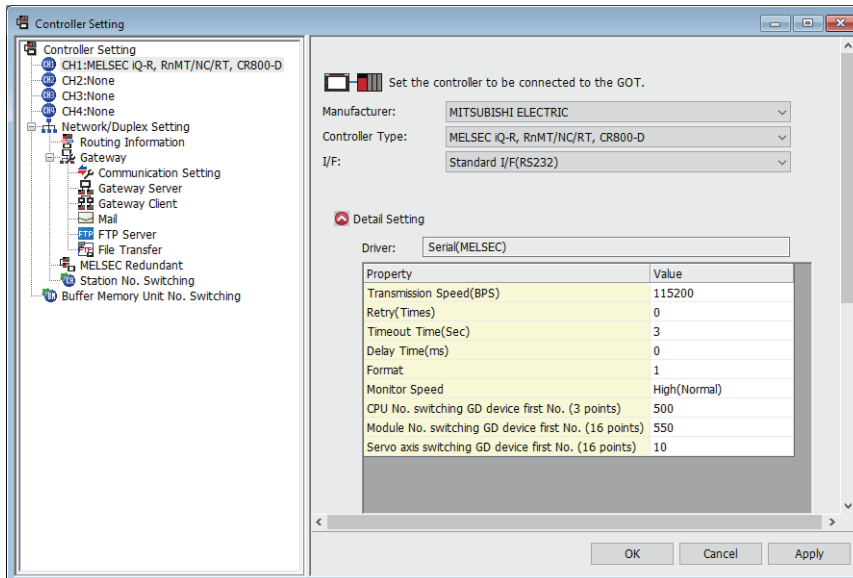 Controller Setting
Controller Setting
CH1:MELSEC iQ-R, RnMT/NC/RT, CR800-D
CH2:None
CH3:None
CH4:None
Network/Duplex Setting
Routing Information
Gateway
Communication Setting
Gateway Server
Gateway Client
Mail
FTP Server
File Transfer
MELSEC Redundant
Station No. Switching
Buffer Memory Unit No. Switching
Set the controller to be connected to the GOT.
Manufacturer: MITSUBISHI ELECTRIC
Controller Type: MELSEC iQ-R, RnMT/NC/RT, CR800-D
I/F: Standard I/F(RS232)
Detail Setting
Driver: Serial(MELSEC)
Property Value
Transmission Speed(BPS) 115200
Retry(Times) 0
Timeout Time(Sec) 3
Delay Time(ms) 0
Format 1
Monitor Speed High(Normal)
CPU No. switching GD device first No. (3 points) 500
Module No. switching GD device first No. (16 points) 550
Servo axis switching GD device first No. (16 points) 10
OK Cancel Apply